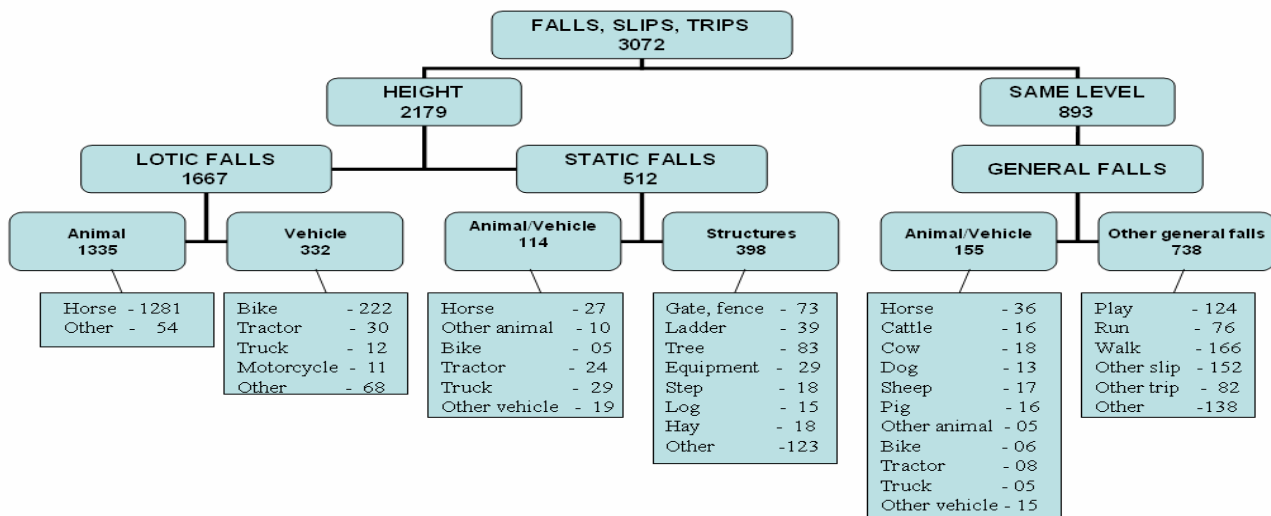 FALLS, SLIPS, TRIPS
3072
HEIGHT
2179
SAME LEVEL
893
LOTIC FALLS
1667
STATIC FALLS
512
GENERAL FALLS
Animal
1335
Vehicle
332
Animal/Vehicle
114
Structures
398
Animal/Vehicle
155
Other general falls
738
Horse - 1281
Other - 54
Bike - 222
Tractor - 30
Truck - 12
Motorcycle - 11
Other - 68
Horse - 27
Other animal - 10
Bike - 05
Tractor - 24
Truck - 29
Other vehicle - 19
Gate, fence - 73
Ladder - 39
Tree - 83
Equipment - 29
Step - 18
Log - 15
Hay - 18
Other -123
Horse - 36
Cattle - 16
Cow - 18
Dog - 13
Sheep - 17
Pig - 16
Other animal - 05
Bike - 06
Tractor - 08
Truck - 05
Other vehicle - 15
Play - 124
Run - 76
Walk - 166
Other slip - 152
Other trip - 82
Other -138